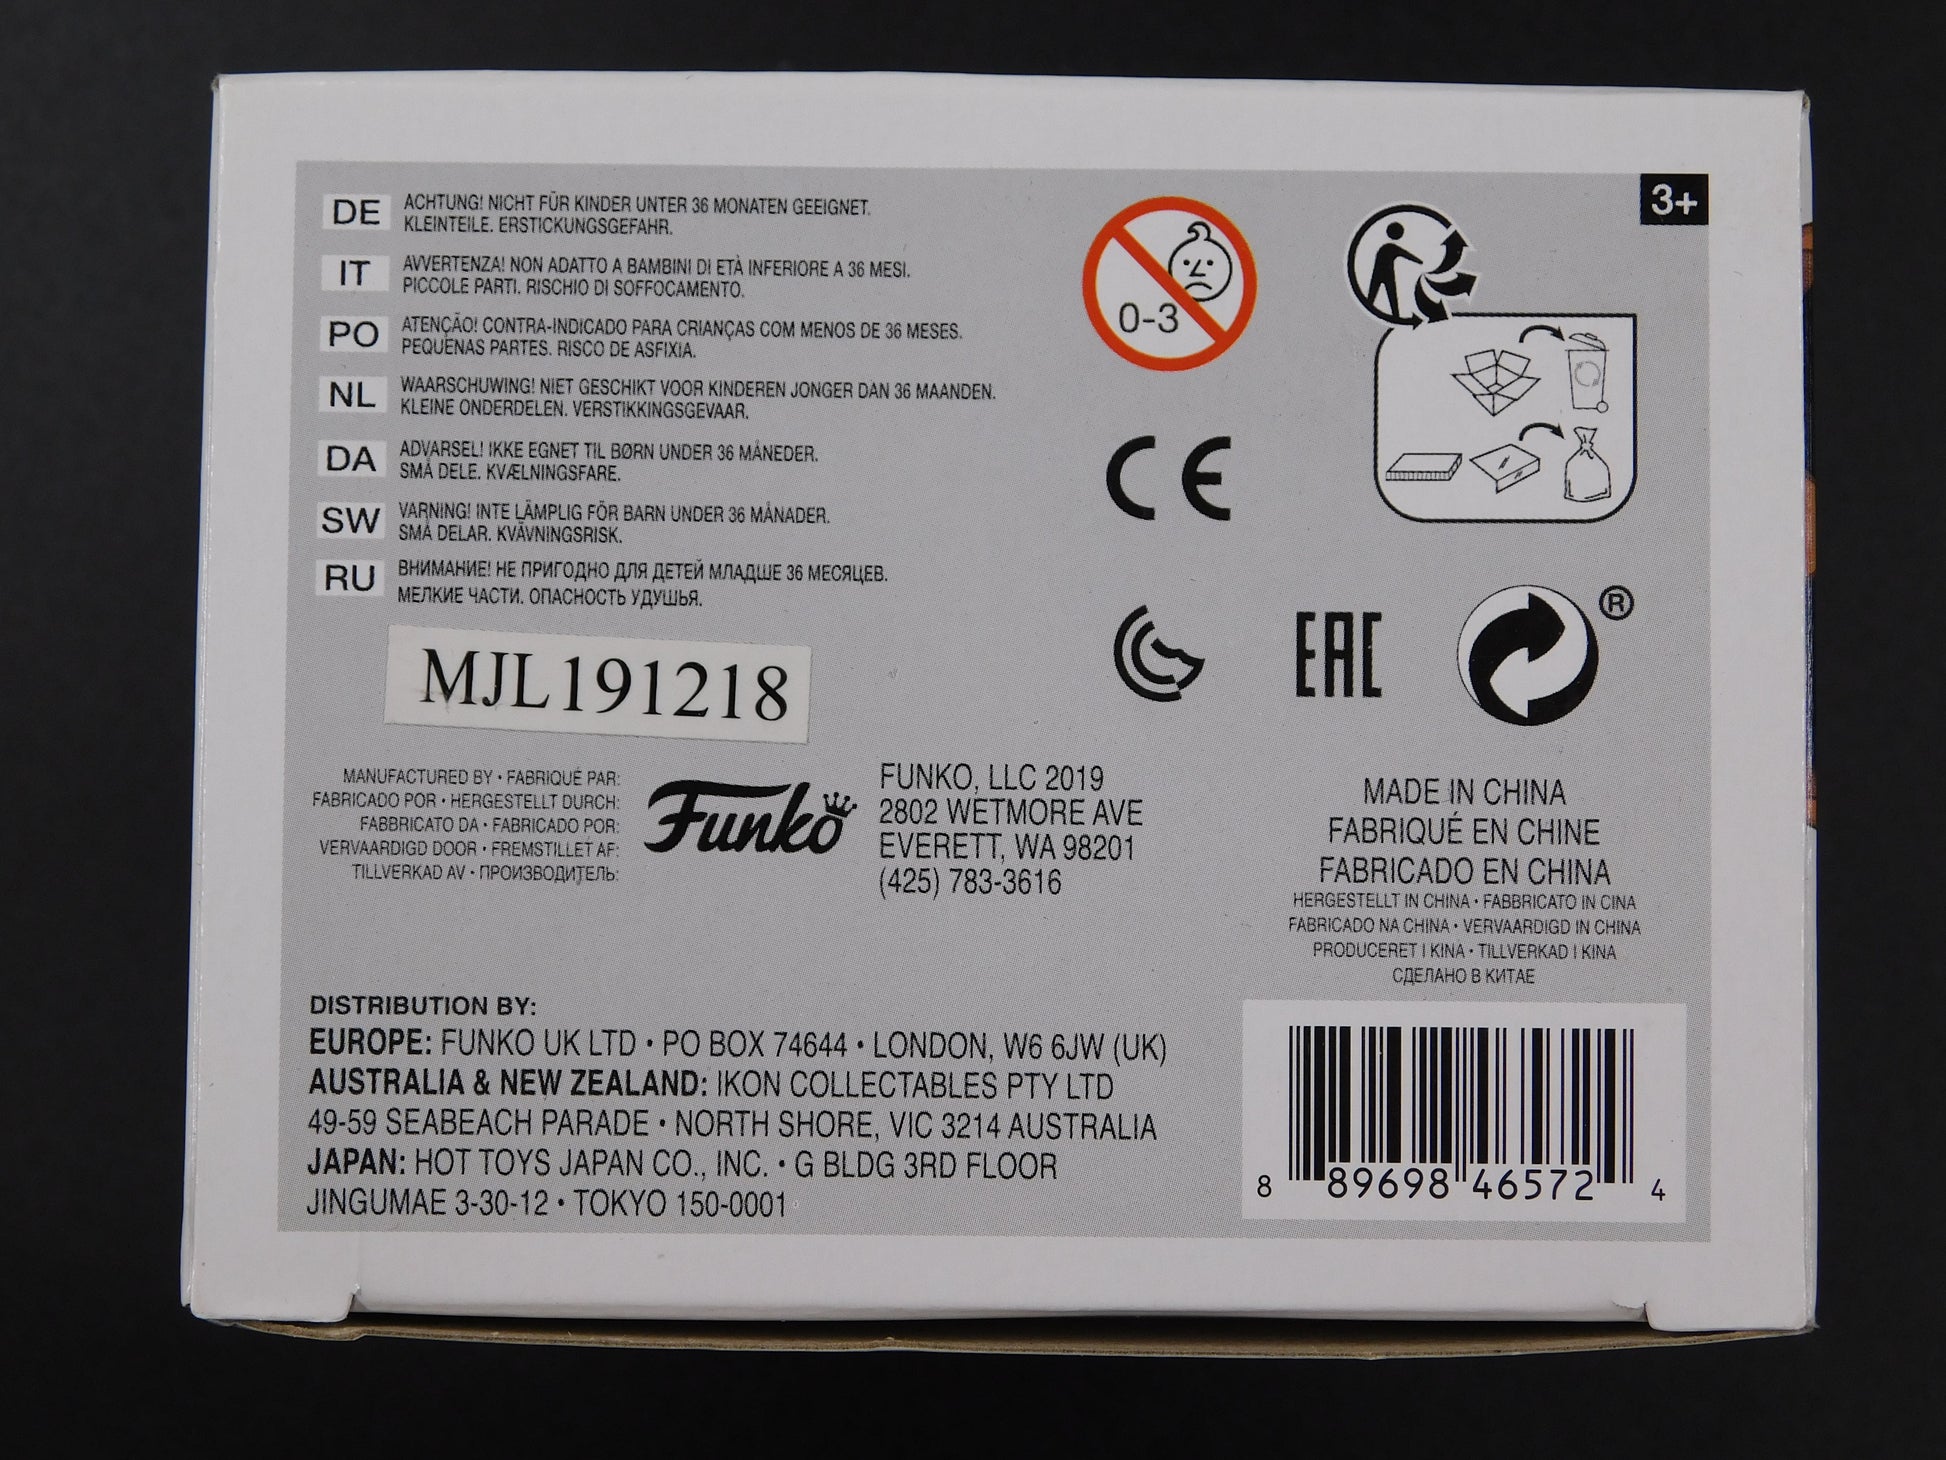 3+
DE ACHTUNG! NICHT FÜR KINDER UNTER 36 MONATEN GEEIGNET.
KLEINTEILE. ERSTICKUNGSGEFAHR.
IT AVVERTENZA! NON ADATTO A BAMBINI DI ETÀ INFERIORE A 36 MESI.
PICCOLE PARTI. RISCHIO DI SOFFOCAMENTO.
PO ATENÇÃO! CONTRA-INDICADO PARA CRIANÇAS COM MENOS DE 36 MESES.
PEQUENAS PARTES. RISCO DE ASFIXIA.
NL WAARSCHUWING! NIET GESCHIKT VOOR KINDEREN JONGER DAN 36 MAANDEN.
KLEINE ONDERDELEN. VERSTIKKINGSGEVAAR.
DA ADVARSEL! IKKE EGNET TIL BØRN UNDER 36 MÅNEDER.
SMÅ DELE. KVÆLNINGSFARE.
SW VARNING! INTE LÄMPLIG FÖR BARN UNDER 36 MÅNADER.
SMÅ DELAR. KVÄVNINGSRISK.
RU ВНИМАНИЕ! НЕ ПРИГОДНО ДЛЯ ДЕТЕЙ МЛАДШЕ 36 МЕСЯЦЕВ.
МЕЛКИЕ ЧАСТИ. ОПАСНОСТЬ УДУШЬЯ.
0-3
CE
EAC
®
MJL191218
MANUFACTURED BY • FABRIQUÉ PAR:
FABRICADO POR • HERGESTELLT DURCH:
FABBRICATO DA • FABRICADO POR:
VERVAARDIGD DOOR • FREMSTILLET AF:
TILLVERKAD AV • ПРОИЗВОДИТЕЛЬ:
Funko
FUNKO, LLC 2019
2802 WETMORE AVE
EVERETT, WA 98201
(425) 783-3616
MADE IN CHINA
FABRIQUÉ EN CHINE
FABRICADO EN CHINA
HERGESTELLT IN CHINA • FABBRICATO IN CINA
FABRICADO NA CHINA • VERVAARDIGD IN CHINA
PRODUCERET I KINA • TILLVERKAD I KINA
СДЕЛАНО В КИТАЕ
DISTRIBUTION BY:
EUROPE: FUNKO UK LTD • PO BOX 74644 • LONDON, W6 6JW (UK)
AUSTRALIA & NEW ZEALAND: IKON COLLECTABLES PTY LTD
49-59 SEABEACH PARADE • NORTH SHORE, VIC 3214 AUSTRALIA
JAPAN: HOT TOYS JAPAN CO., INC. • G BLDG 3RD FLOOR
JINGUMAE 3-30-12 • TOKYO 150-0001
8 89698 46572 4